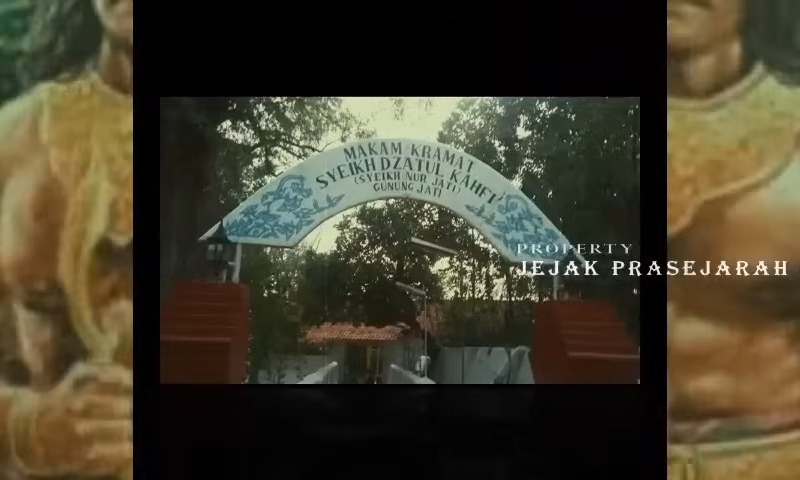 MAKAM KRAMAT
SYEIKH DZATUL KAHFI
(SYEIKH NUR JATI)
GUNUNG JATI
PROPERTY
JEJAK PRASEJARAH